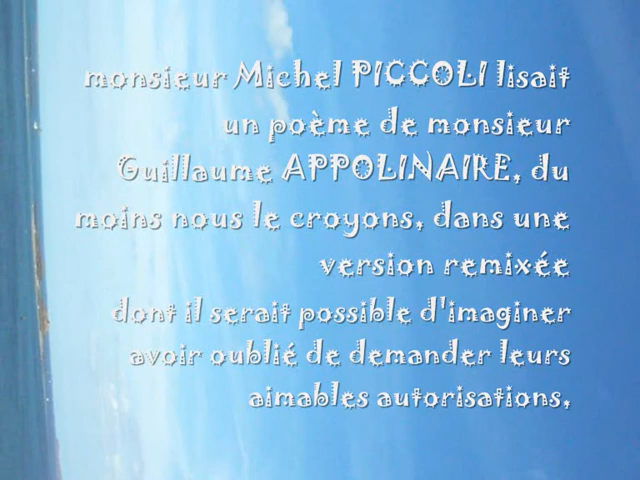 monsieur Michel PICCOLI lisait
un poème de monsieur
Guillaume APPOLINAIRE, du
moins nous le croyons, dans une
version remixée
dont il serait possible d'imaginer
avoir oublié de demander leurs
aimables autorisations,